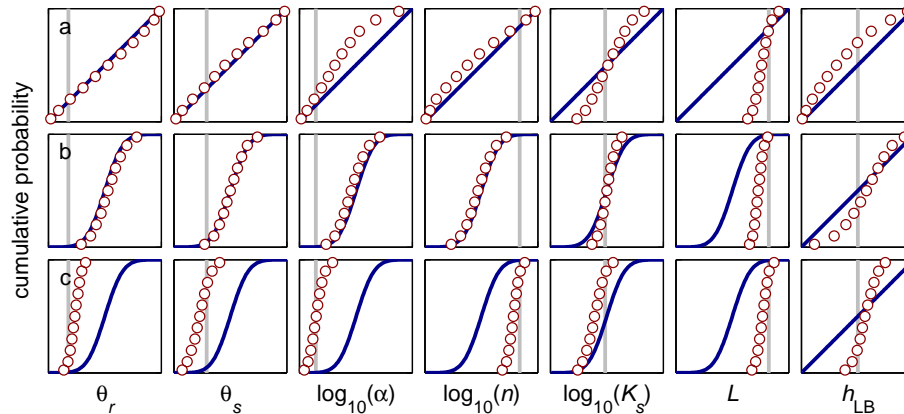 a
b
c
cumulative probability
θr
θs
log10(α)
log10(n)
log10(Ks)
L
hLB